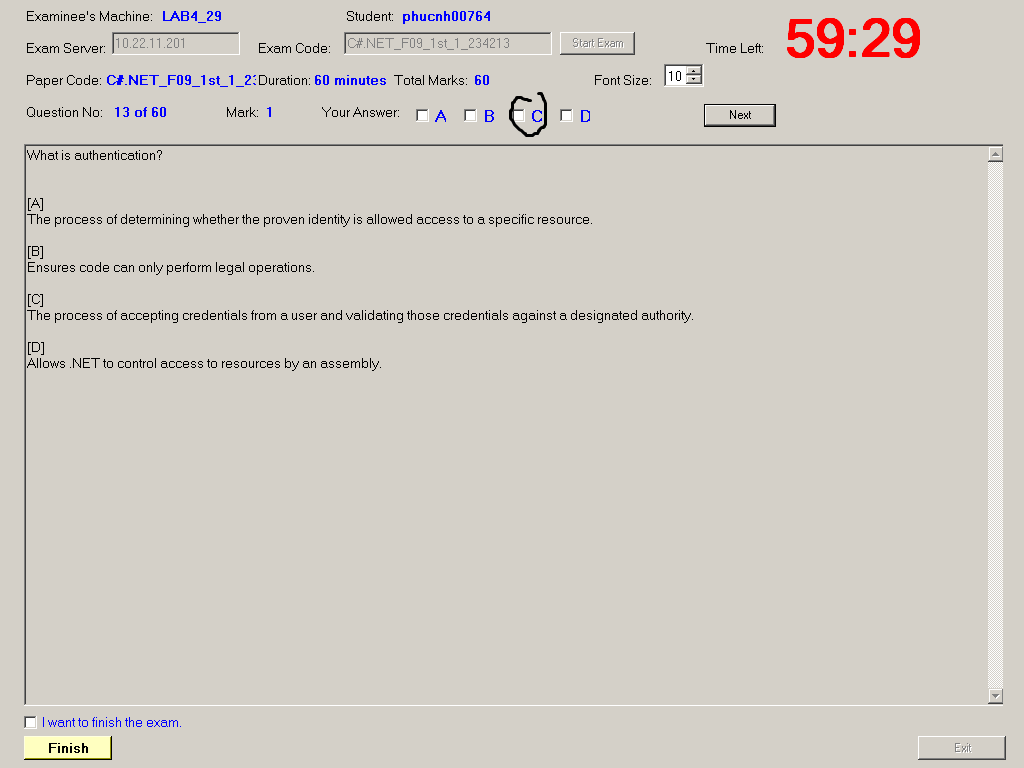 Examinee's Machine: LAB4_29 Student: phucnh00764
59:29
Exam Server: 10.22.11.201 Exam Code: C#.NET_F09_1st_1_234213 Start Exam Time Left:
Paper Code: C#.NET_F09_1st_1_23 Duration: 60 minutes Total Marks: 60 Font Size: 10
Question No: 13 of 60 Mark: 1 Your Answer: A B C D Next
What is authentication?
[A]
The process of determining whether the proven identity is allowed access to a specific resource.
[B]
Ensures code can only perform legal operations.
[C]
The process of accepting credentials from a user and validating those credentials against a designated authority.
[D]
Allows .NET to control access to resources by an assembly.
I want to finish the exam.
Finish Exit